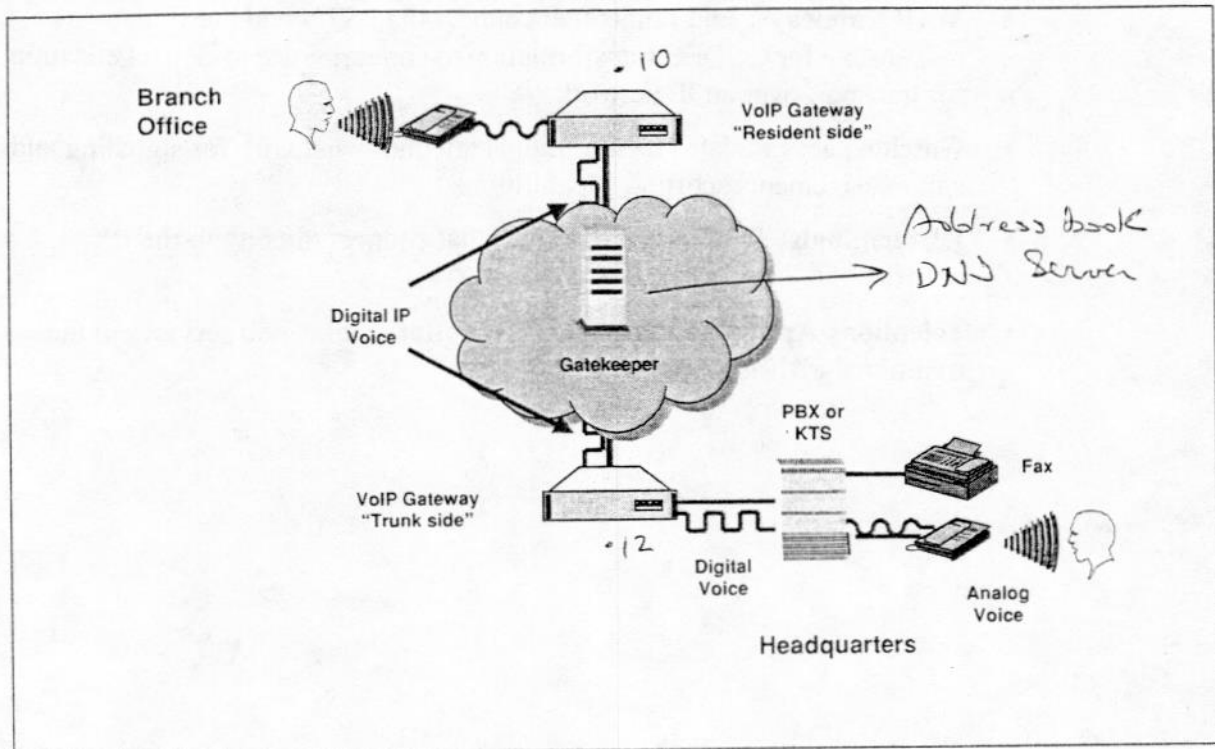 .10
Branch
Office
VoIP Gateway
"Resident side"
Address book
DNS Server
Digital IP
Voice
Gatekeeper
PBX or
KTS
Fax
VoIP Gateway
"Trunk side"
.12
Digital
Voice
Analog
Voice
Headquarters